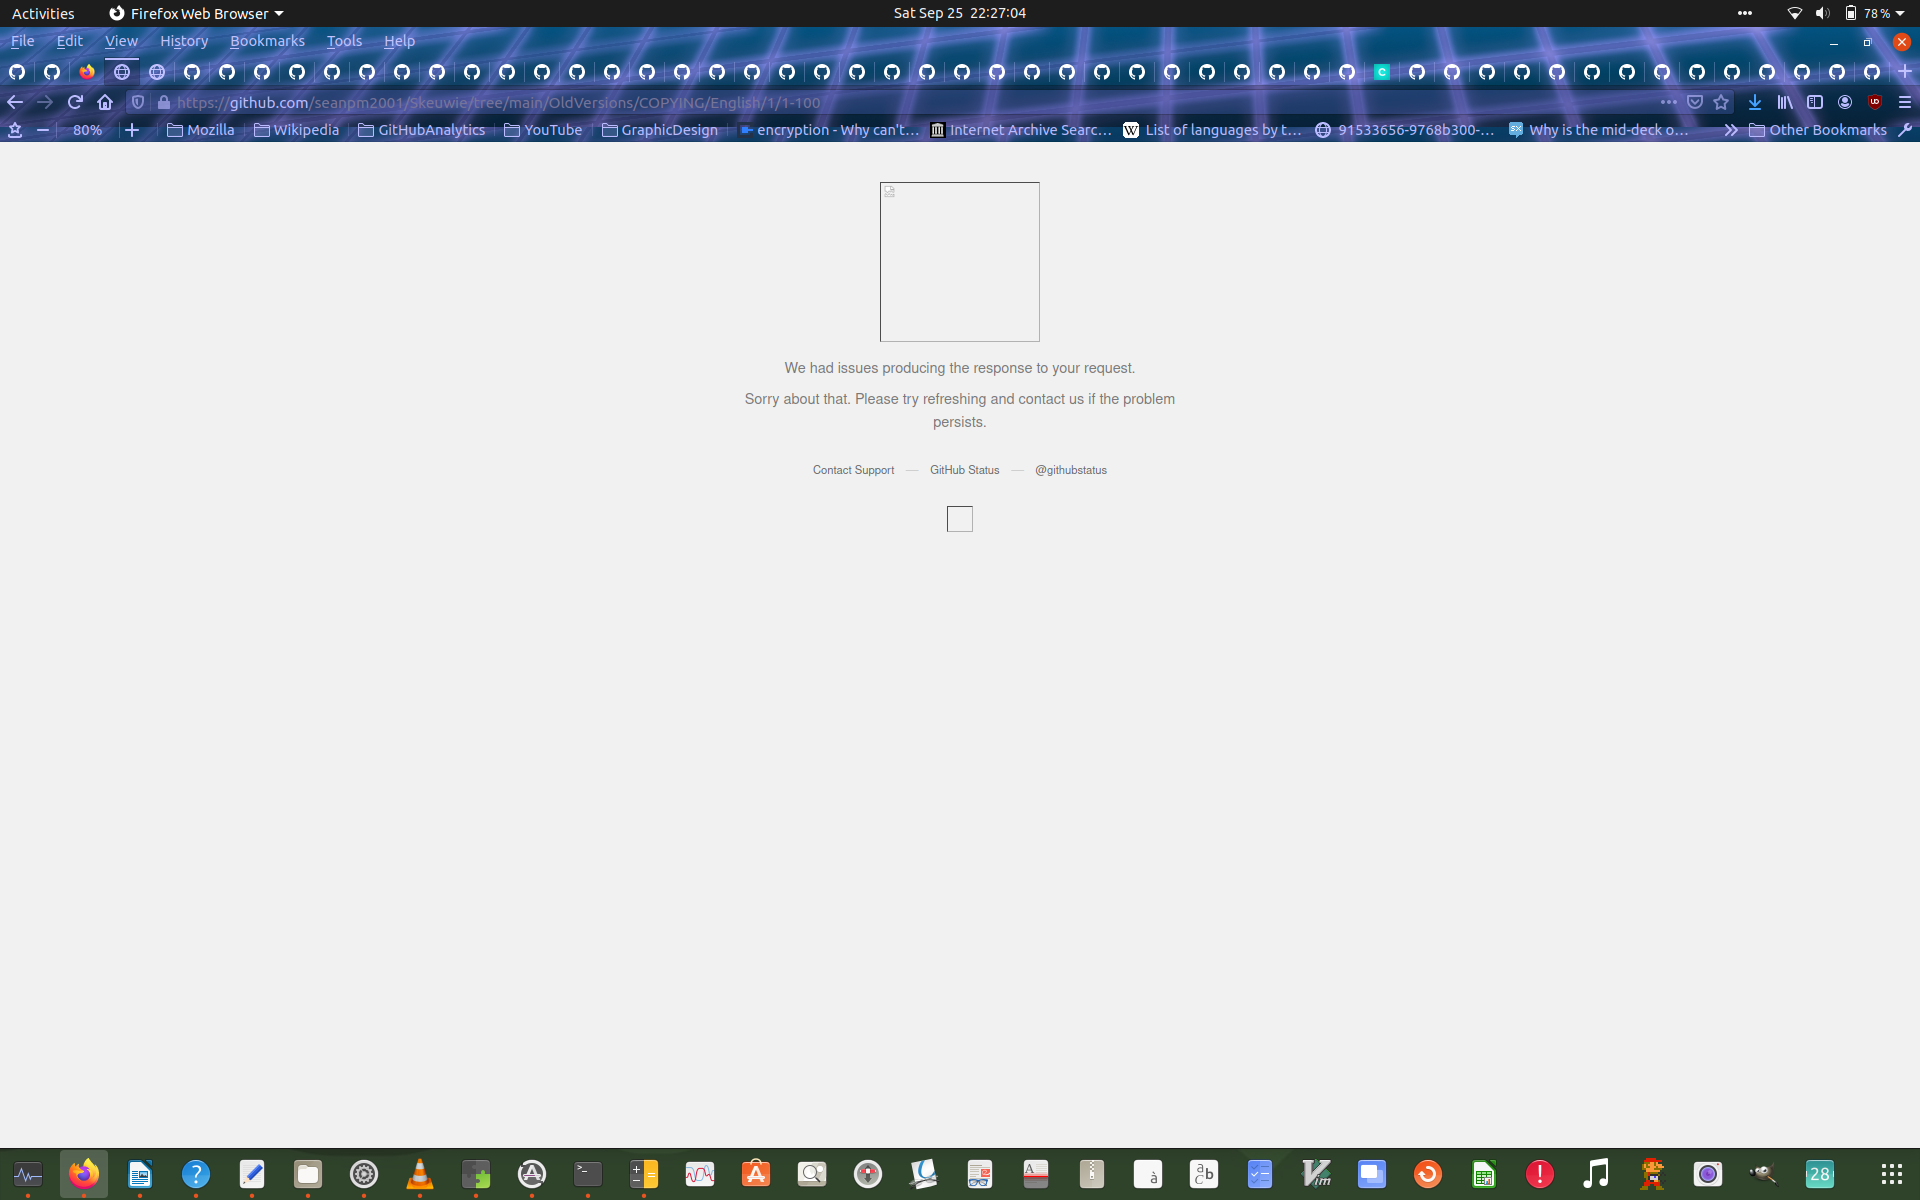 Activities Firefox Web Browser Sat Sep 25 22:27:04 78 %
File Edit View History Bookmarks Tools Help
https://github.com/seanpm2001/Skeuwie/tree/main/OldVersions/COPYING/English/1/1-100
80% Mozilla Wikipedia GitHubAnalytics YouTube GraphicDesign encryption - Why can't… Internet Archive Searc… W List of languages by t… 91533656-9768b300-… Why is the mid-deck o… Other Bookmarks
We had issues producing the response to your request.
Sorry about that. Please try refreshing and contact us if the problem
persists.
Contact Support — GitHub Status — @githubstatus
28